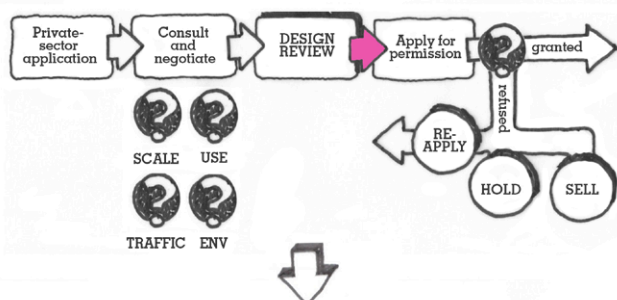 Private-
sector
application
Consult
and
negotiate
DESIGN
REVIEW
Apply for
permission
granted
refused
RE-
APPLY
HOLD
SELL
SCALE
USE
TRAFFIC
ENV